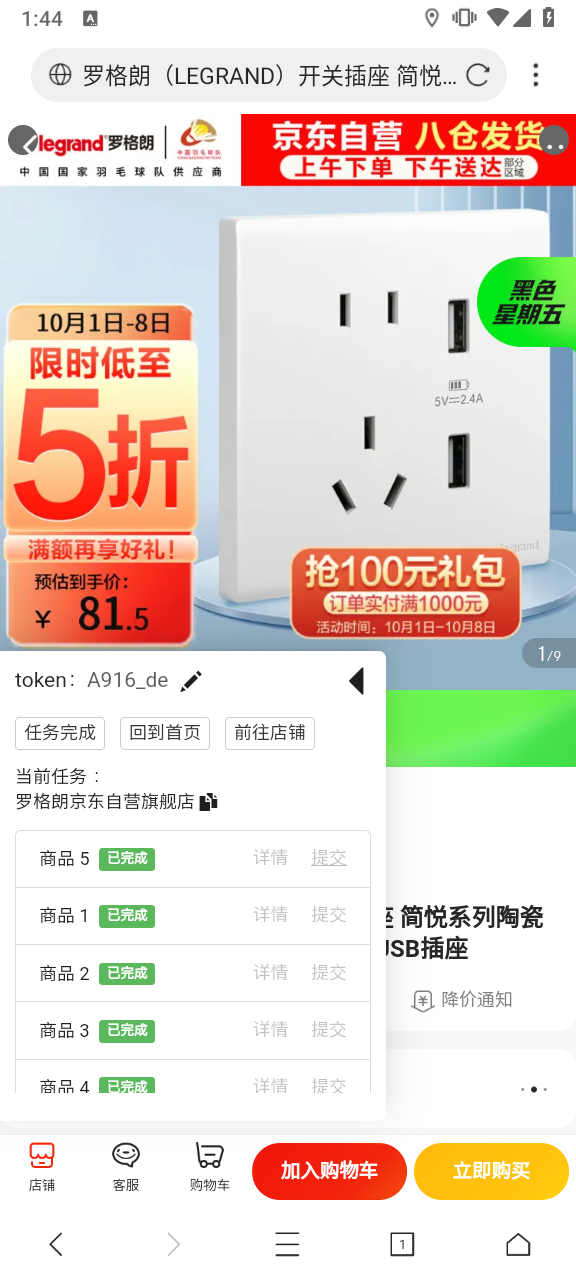 1:44
A
罗格朗（LEGRAND）开关插座 简悦...
legrand®罗格朗
中国羽毛球队
中国国家羽毛球队供应商
京东自营 八仓发货
上午下单 下午送达 部分区域
黑色
星期五
10月1日-8日
限时低至
5折
满额再享好礼！
预估到手价：
¥ 81.5
5V⎓2.4A
legrand
抢100元礼包
订单实付满1000元
活动时间：10月1日-10月8日
1/9
token： A916_de
任务完成 回到首页 前往店铺
当前任务：
罗格朗京东自营旗舰店
商品 5 已完成 详情 提交
商品 1 已完成 详情 提交
商品 2 已完成 详情 提交
商品 3 已完成 详情 提交
商品 4 已完成 详情 提交
简悦系列陶瓷
USB插座
降价通知
店铺
客服
购物车
加入购物车
立即购买
1